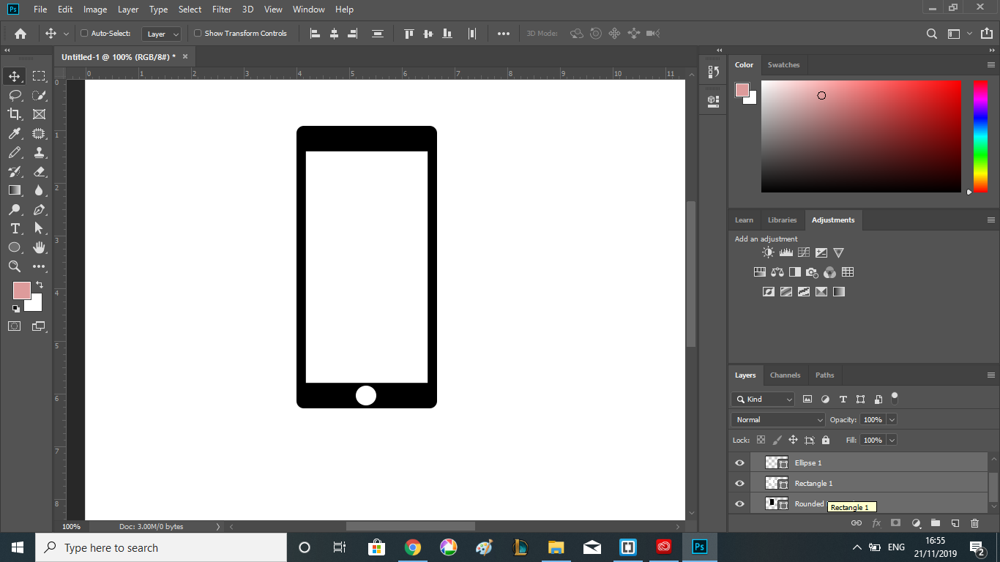 Ps File Edit Image Layer Type Select Filter 3D View Window Help
Auto-Select: Layer Show Transform Controls 3D Mode:
Untitled-1 @ 100% (RGB/8#) *
0 1 2 3 4 5 6 7 8 9 10 11
0
1
2
3
4
5
6
7
8
T
100% Doc: 3.00M/0 bytes
Color Swatches
Learn Libraries Adjustments
Add an adjustment
Layers Channels Paths
Kind T
Normal Opacity: 100%
Lock: Fill: 100%
Ellipse 1
Rectangle 1
Rounded
Rectangle 1
fx
Type here to search
Ps
ENG
16:55
21/11/2019
2